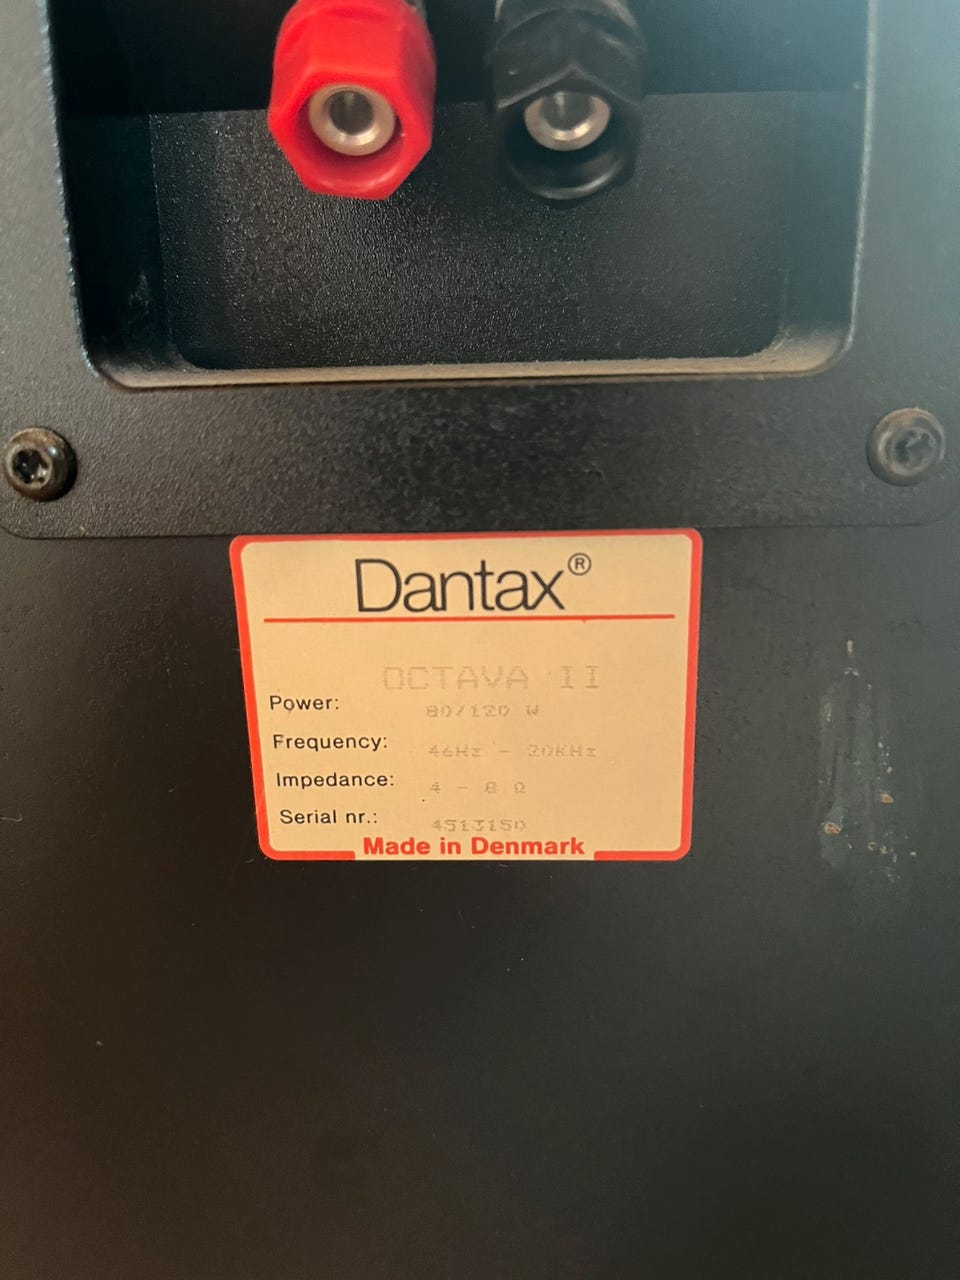 Dantax®
OCTAVA II
Power: 80/120 W
Frequency: 46Hz - 20KHz
Impedance: 4 - 8 Ω
Serial nr.: 4513150
Made in Denmark